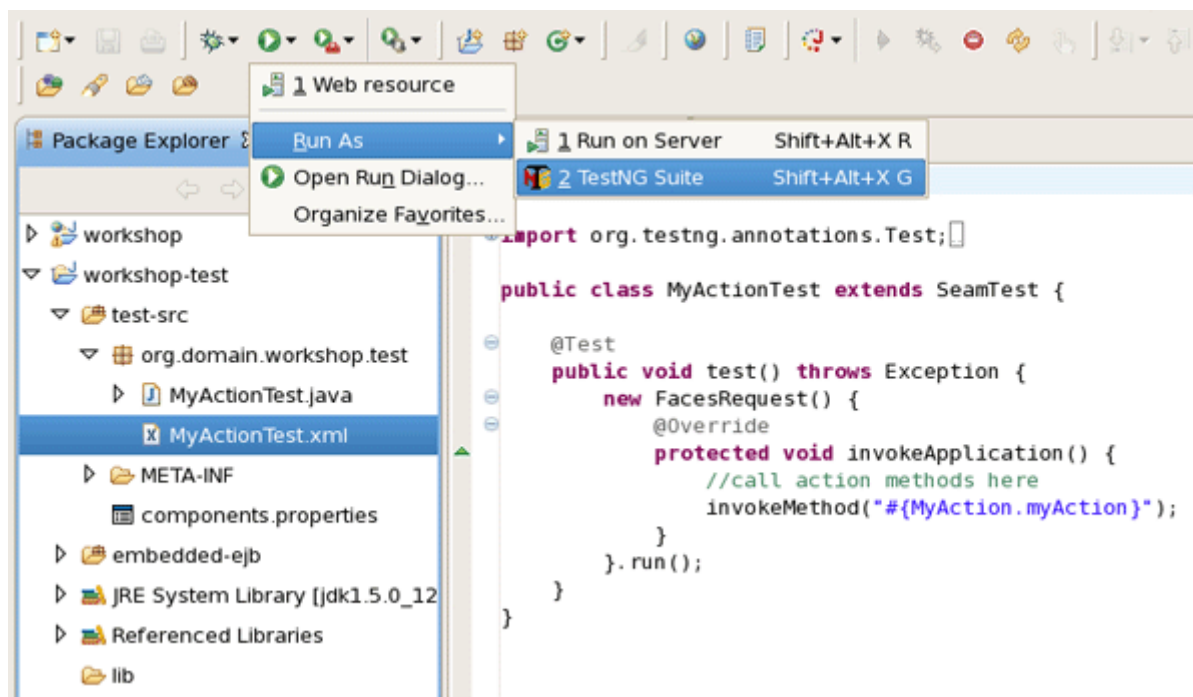 1 Web resource
Package Explorer
Run As
1 Run on Server Shift+Alt+X R
Open Run Dialog...
2 TestNG Suite Shift+Alt+X G
Organize Favorites...
workshop
workshop-test
test-src
org.domain.workshop.test
MyActionTest.java
MyActionTest.xml
META-INF
components.properties
embedded-ejb
JRE System Library [jdk1.5.0_12
Referenced Libraries
lib
import org.testng.annotations.Test;
public class MyActionTest extends SeamTest {
@Test
public void test() throws Exception {
new FacesRequest() {
@Override
protected void invokeApplication() {
//call action methods here
invokeMethod("#{MyAction.myAction}");
}
}.run();
}
}